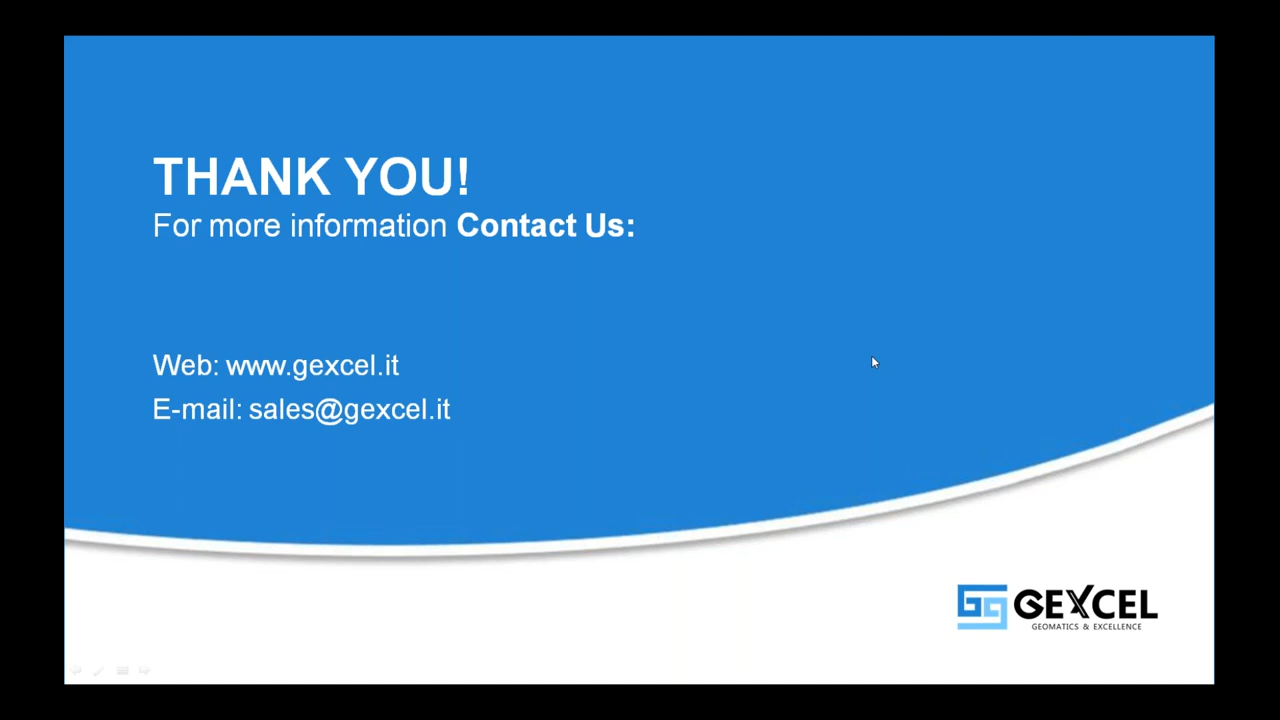 THANK YOU!
For more information Contact Us:
Web: www.gexcel.it
E-mail: sales@gexcel.it
GEXCEL
GEOMATICS & EXCELLENCE